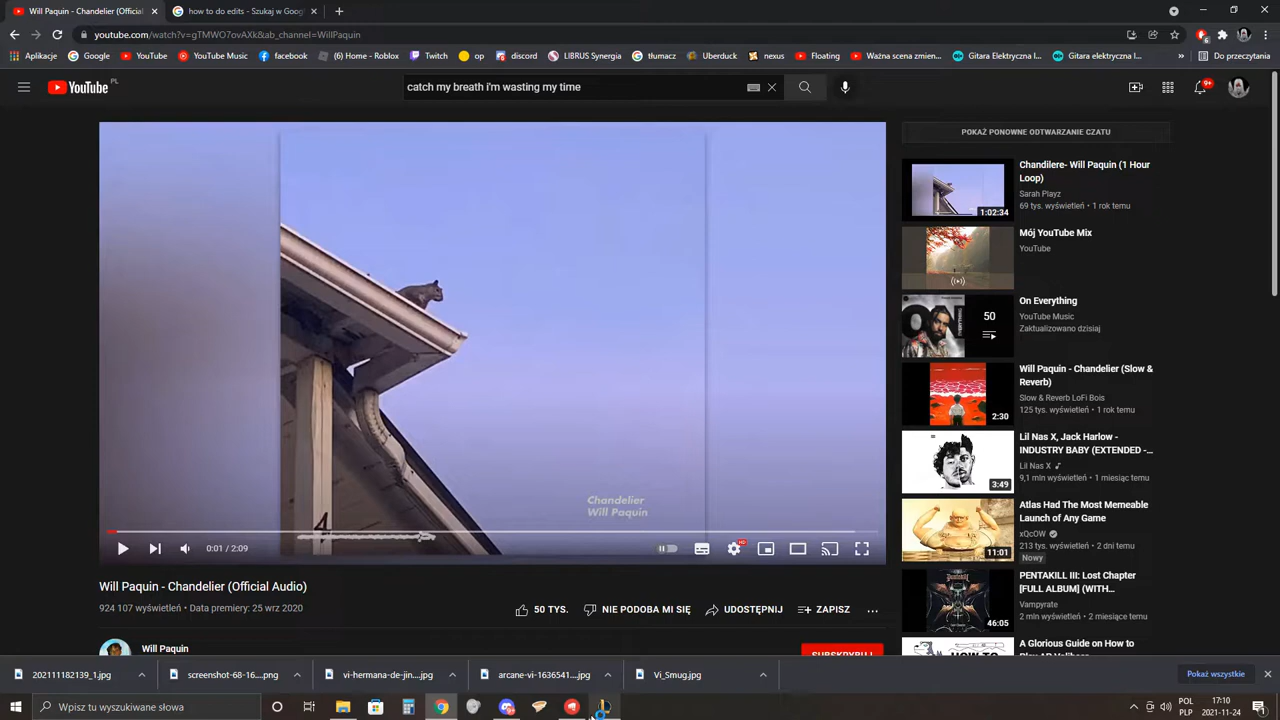 Will Paquin - Chandelier (Official
how to do edits - Szukaj w Goog
youtube.com/watch?v=gTMWO7ovAXk&ab_channel=WillPaquin
Aplikacje Google YouTube M facebook (6) Home - Reddit Twitch op LIBRUS Synergia tłumacz Ubiden nexus Floating Ważna scena zmien... Gitara Elektryczna l... Gitara Elektryczna l... » Do przeczytania
YouTube PL
catch my breath i'm wasting my time
9+
POKAŻ PONOWNE ODTWARZANIE CZATU
Chandilere- Will Paquin (1 Hour
Loop)
Sarah Playz
69 tys. wyświetleń • 1 rok temu
1:02:34
Mój YouTube Mix
YouTube
On Everything
YouTube Music
Zaktualizowano dzisiaj
50
Will Paquin - Chandelier (Slow &
Reverb)
Slow & Reverb LoFi Bois
125 tys. wyświetleń • 1 rok temu
2:30
Lil Nas X, Jack Harlow -
INDUSTRY BABY (EXTENDED -...
Lil Nas X
9,1 mln wyświetleń • 1 miesiąc temu
3:49
Atlas Had The Most Memeable
Launch of Any Game
xQcOW
213 tys. wyświetleń • 2 dni temu
Nowy
11:01
PENTAKILL III: Lost Chapter
[FULL ALBUM] (WITH...
Vampyrate
2 mln wyświetleń • 2 miesiące temu
46:05
A Glorious Guide on How to
Chandelier
Will Paquin
4
0:01 / 2:09
HD
Will Paquin - Chandelier (Official Audio)
924 107 wyświetleń • Data premiery: 25 wrz 2020
50 TYS. NIE PODOBA MI SIĘ UDOSTĘPNIJ ZAPISZ
Will Paquin
SUBSKRYBUJ
202111182139_1.jpg
screenshot-68-16....png
vi-hermana-de-jin....jpg
arcane-vi-1636541...jpg
Vi_Smug.jpg
Pokaż wszystkie
Wpisz tu wyszukiwane słowa
POL
PLP
17:10
2021-11-24